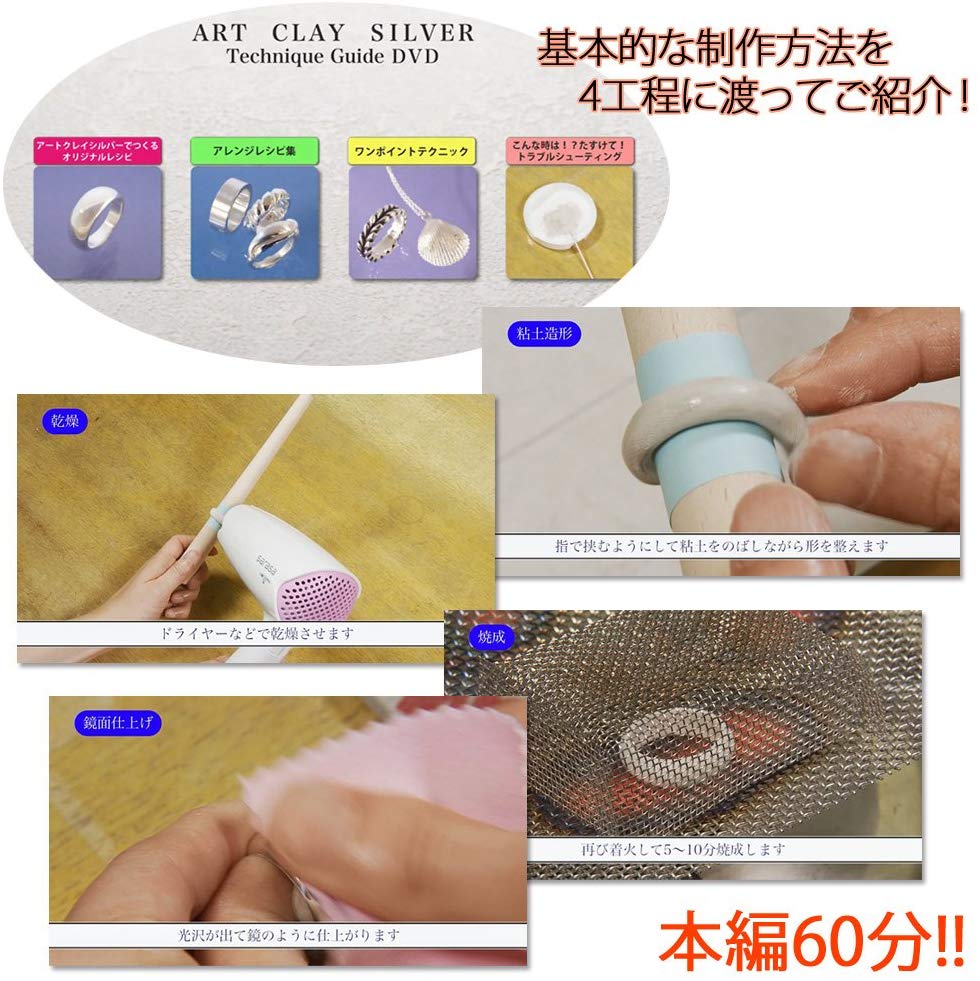 ART CLAY SILVER
Technique Guide DVD
基本的な制作方法を
4工程に渡ってご紹介!
アートクレイシルバーでつくる
オリジナルレシピ
アレンジレシピ集
ワンポイントテクニック
こんな時は!?たすけて!
トラブルシューティング
粘土造形
指で挟むようにして粘土をのばしながら形を整えます
乾燥
ドライヤーなどで乾燥させます
焼成
再び着火して5〜10分焼成します
鏡面仕上げ
光沢が出て鏡のように仕上がります
本編60分!!